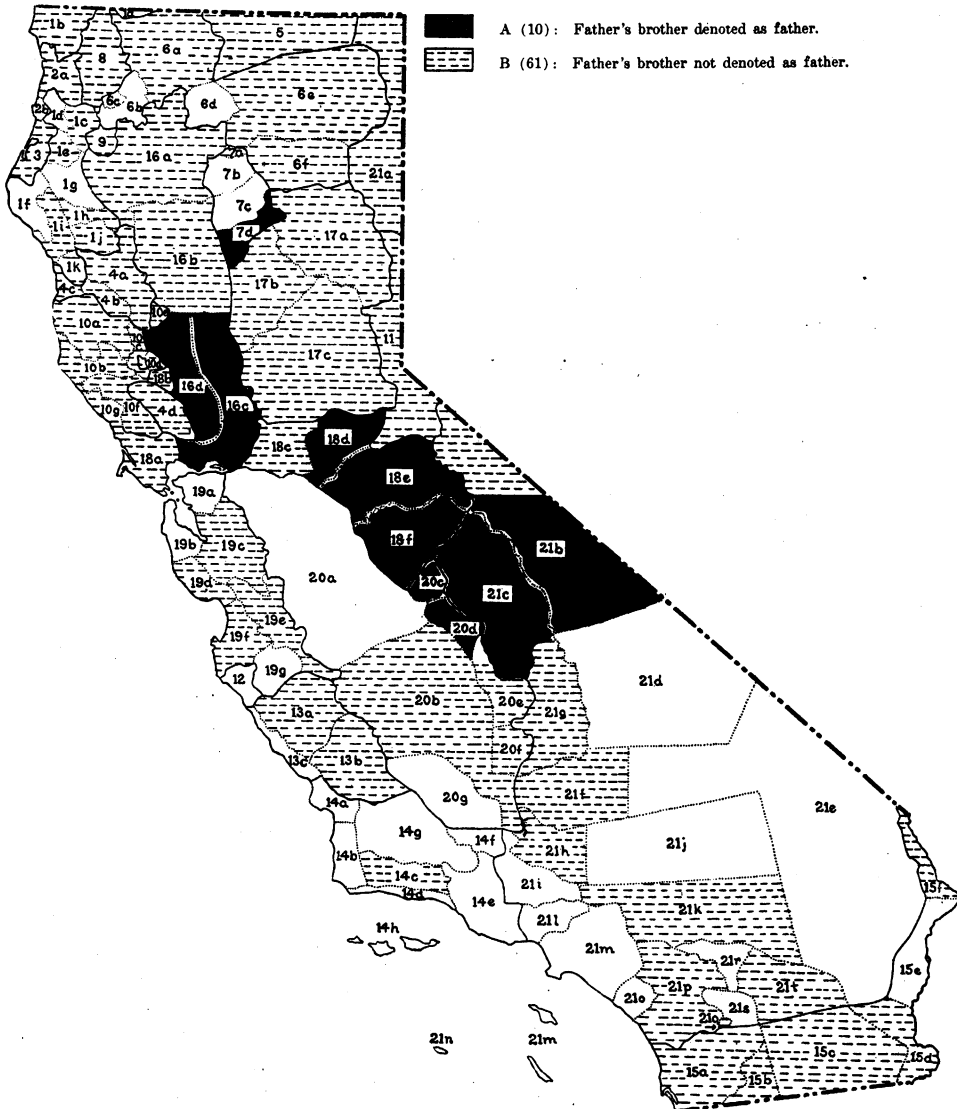 A (10): Father's brother denoted as father.
B (61): Father's brother not denoted as father.
1b
5
6a
8
2a
6e
6c
6b
6d
2b
1d
1c
9
16a
7a
6f
3
1e
7b
21a
1g
7c
1f
1h
1i
1j
7d
17a
16b
1k
4a
17b
4c
4b
10a
11
17c
10b
16d
18b
16c
10g
10f
4d
18d
18a
18c
18e
19a
18f
21b
19b
19c
20a
20c
21c
19d
19e
20d
19f
19g
12
21d
20b
20e
21g
13a
20f
13c
13b
21f
20g
21e
14a
14g
14f
21h
21j
14b
14c
21i
15f
14d
14e
21k
21l
14h
21m
21r
15e
21p
21t
21o
21s
21q
21n
21m
15a
15b
15c
15d